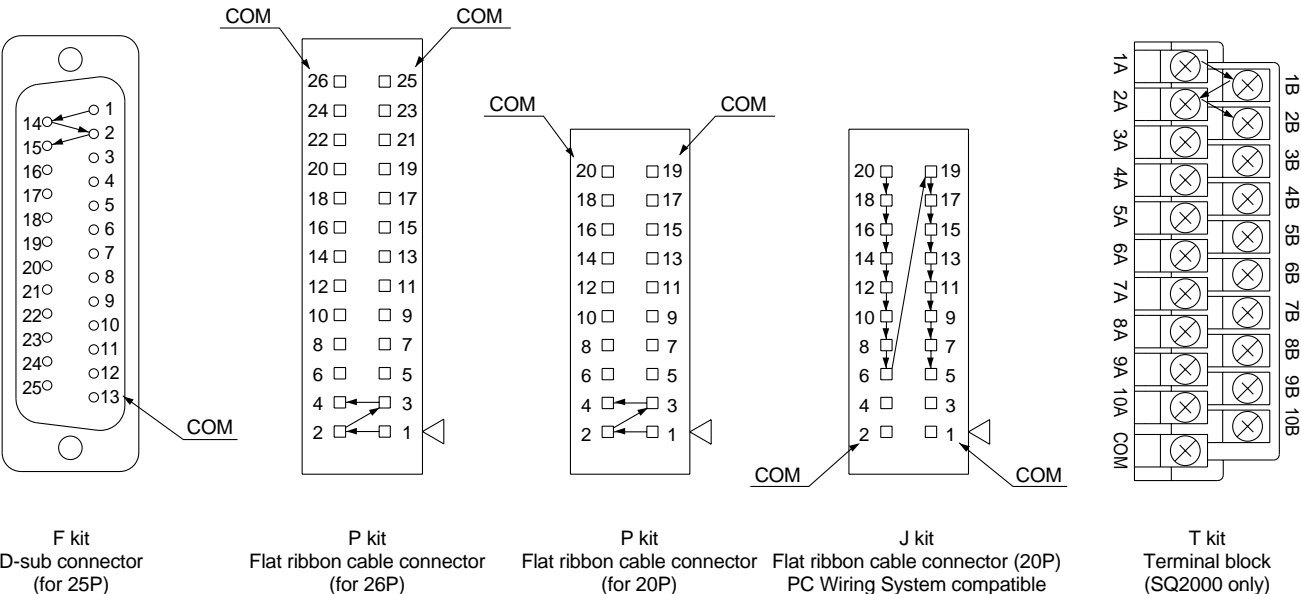 COM
1
14
2
15
3
16
4
17
5
18
6
19
7
20
8
21
9
22
10
23
11
24
12
25
13
COM
F kit
D-sub connector
(for 25P)
COM COM
26 25
24 23
22 21
20 19
18 17
16 15
14 13
12 11
10 9
8 7
6 5
4 3
2 1
P kit
Flat ribbon cable connector
(for 26P)
COM COM
20 19
18 17
16 15
14 13
12 11
10 9
8 7
6 5
4 3
2 1
P kit
Flat ribbon cable connector
(for 20P)
20 19
18 17
16 15
14 13
12 11
10 9
8 7
6 5
4 3
2 1
COM COM
J kit
Flat ribbon cable connector (20P)
PC Wiring System compatible
1A 1B
2A 2B
3A 3B
4A 4B
5A 5B
6A 6B
7A 7B
8A 8B
9A 9B
10A 10B
COM
T kit
Terminal block
(SQ2000 only)